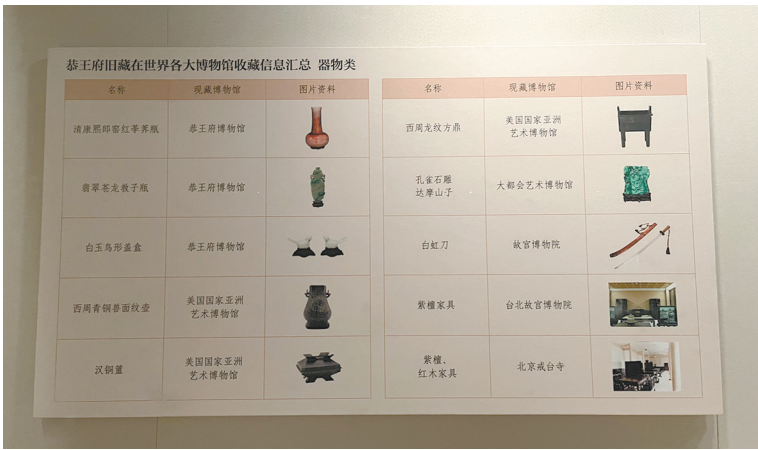 恭王府旧藏在世界各大博物馆收藏信息汇总 器物类
名称 现藏博物馆 图片资料
清康熙郎窑红荸荠瓶 恭王府博物馆
翡翠苍龙教子瓶 恭王府博物馆
白玉鸟形盖盒 恭王府博物馆
西周青铜兽面纹壶 美国国家亚洲
艺术博物馆
汉铜簠 美国国家亚洲
艺术博物馆
名称 现藏博物馆 图片资料
西周龙纹方鼎 美国国家亚洲
艺术博物馆
孔雀石雕
达摩山子 大都会艺术博物馆
白虹刀 故宫博物院
紫檀家具 台北故宫博物院
紫檀、
红木家具 北京戒台寺